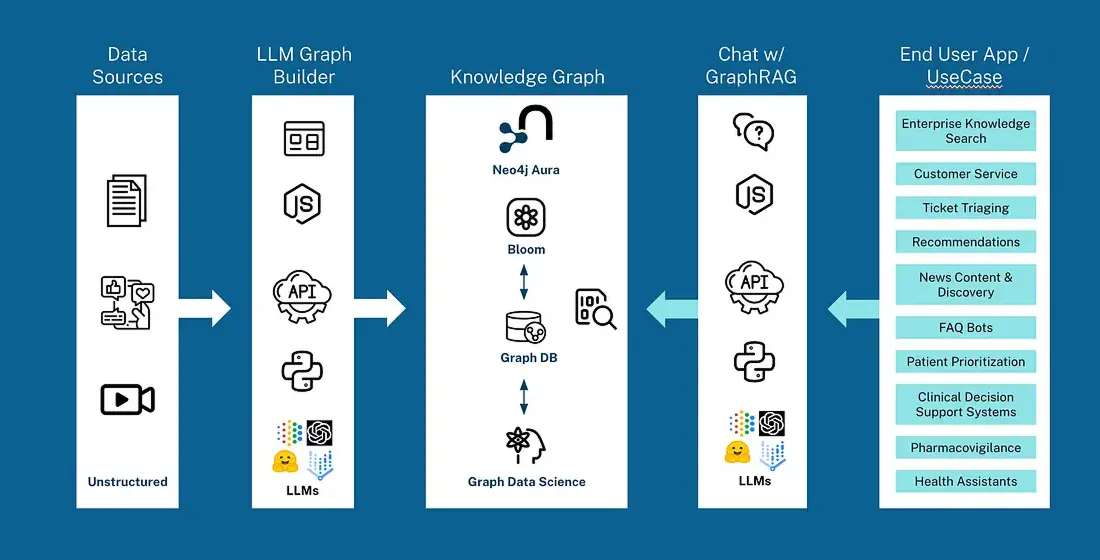 Data
Sources
LLM Graph
Builder
Knowledge Graph
Chat w/
GraphRAG
End User App /
UseCase
Unstructured
JS
API
LLMs
Neo4j Aura
Bloom
Graph DB
Graph Data Science
?
JS
API
LLMs
Enterprise Knowledge
Search
Customer Service
Ticket Triaging
Recommendations
News Content &
Discovery
FAQ Bots
Patient Prioritization
Clinical Decision
Support Systems
Pharmacovigilance
Health Assistants